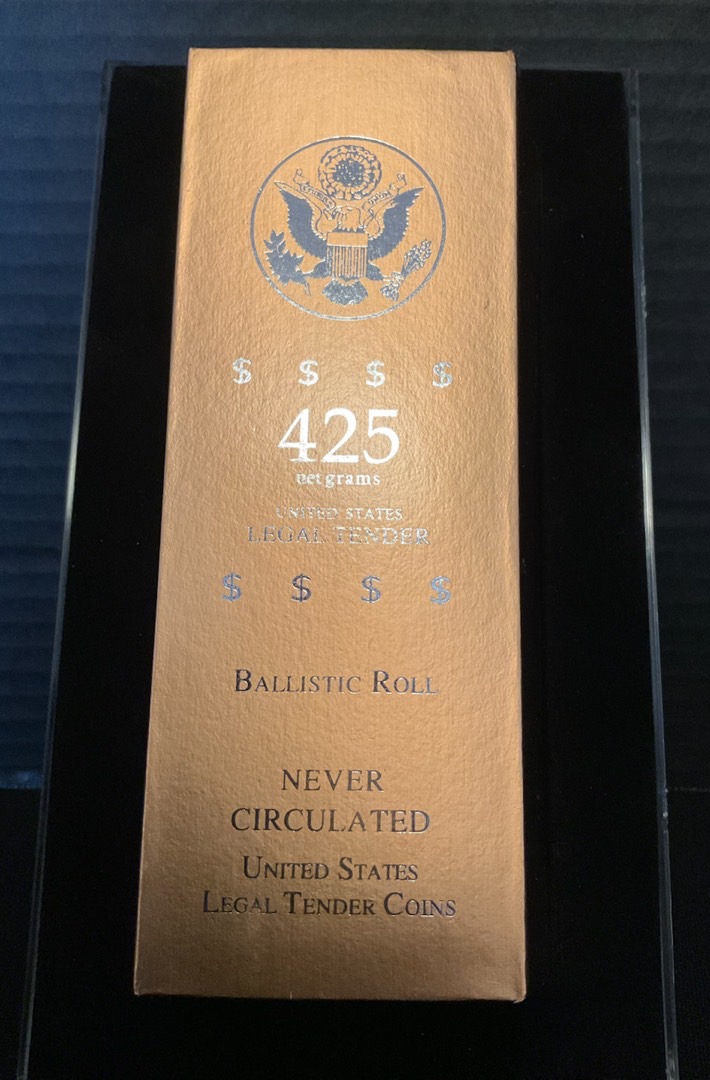 $ $ $ $
425
net grams
UNITED STATES
LEGAL TENDER
$ $ $ $
BALLISTIC ROLL
NEVER
CIRCULATED
UNITED STATES
LEGAL TENDER COINS